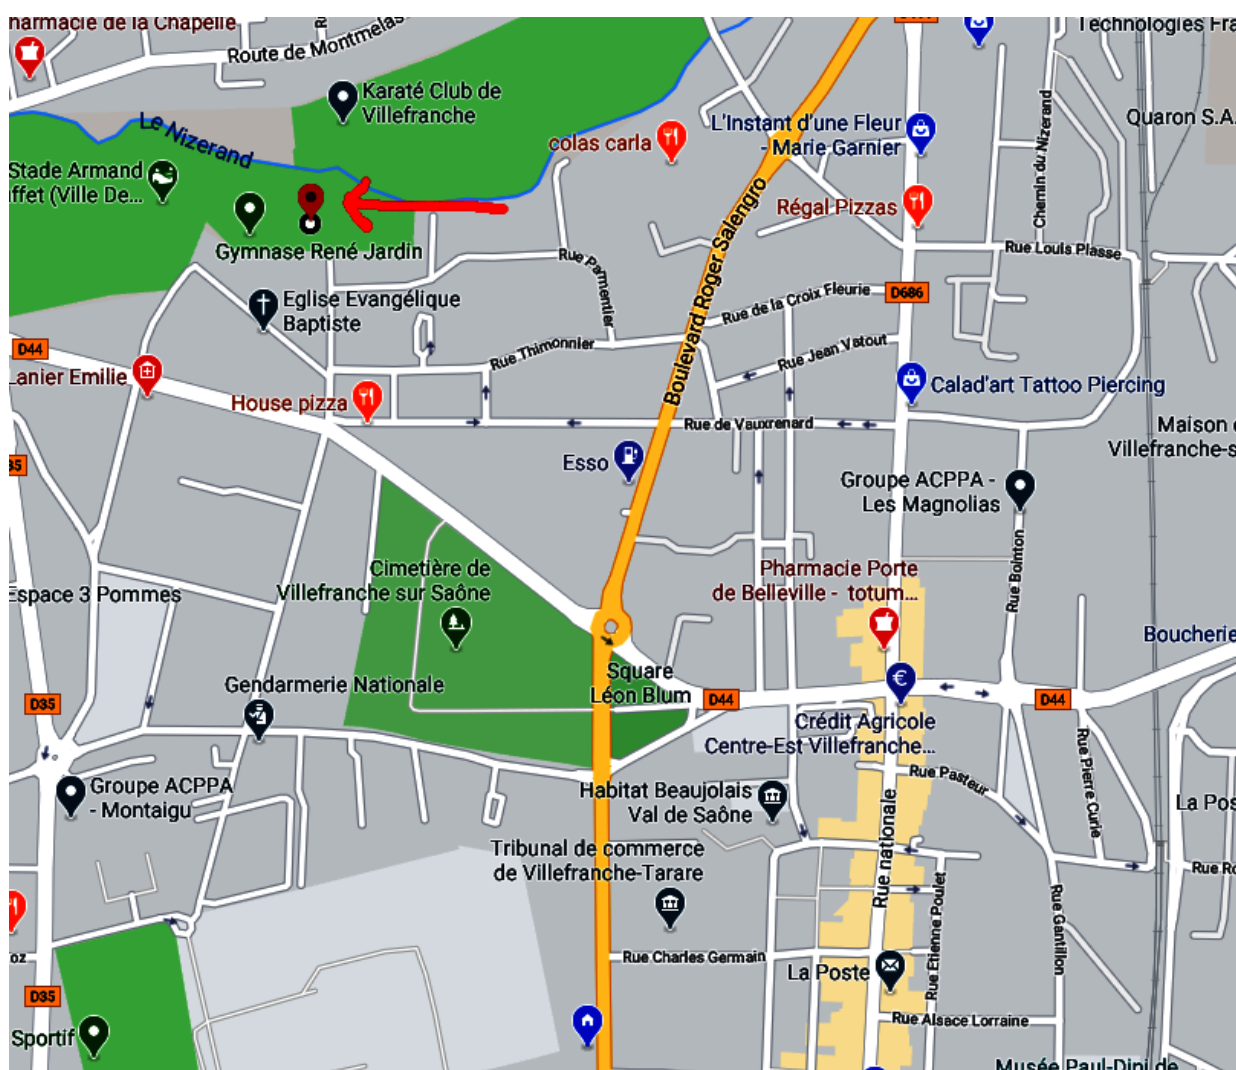 harmacie de la Chapelle
Technologies Fra
Route de Montmelas
Karaté Club de
Villefranche
Quaron S.A.
L'Instant d'une Fleur
- Marie Garnier
Le Nizerand
colas carla
Chemin du Nizerand
Stade Armand
ffet (Ville De...
Régal Pizzas
Gymnase René Jardin
Rue Louis Plasse
Boulevard Roger Salengro
Rue Parmentier
Eglise Evangélique
Baptiste
Rue de la Croix Fleurie
D686
D44
Rue Thimonnier
Rue Jean Vatout
Lanier Emilie
Calad'art Tattoo Piercing
House pizza
Rue de Vauxrenard
Maison
Villefranche-s
Esso
35
Groupe ACPPA -
Les Magnolias
Cimetière de
Villefranche sur Saône
Pharmacie Porte
de Belleville - totum...
Rue Bointon
Espace 3 Pommes
Boucherie
Square
Léon Blum
Gendarmerie Nationale
D35
D44
D44
Crédit Agricole
Centre-Est Villefranche...
Rue Pierre Curie
Rue Pasteur
Groupe ACPPA
- Montaigu
Habitat Beaujolais
Val de Saône
La Pos
Tribunal de commerce
de Villefranche-Tarare
Rue nationale
Rue Ro
Rue Etienne Poulet
Rue Gantillon
oz
Rue Charles Germain
La Poste
D35
Rue Alsace Lorraine
Sportif
Musée Paul-Dini de